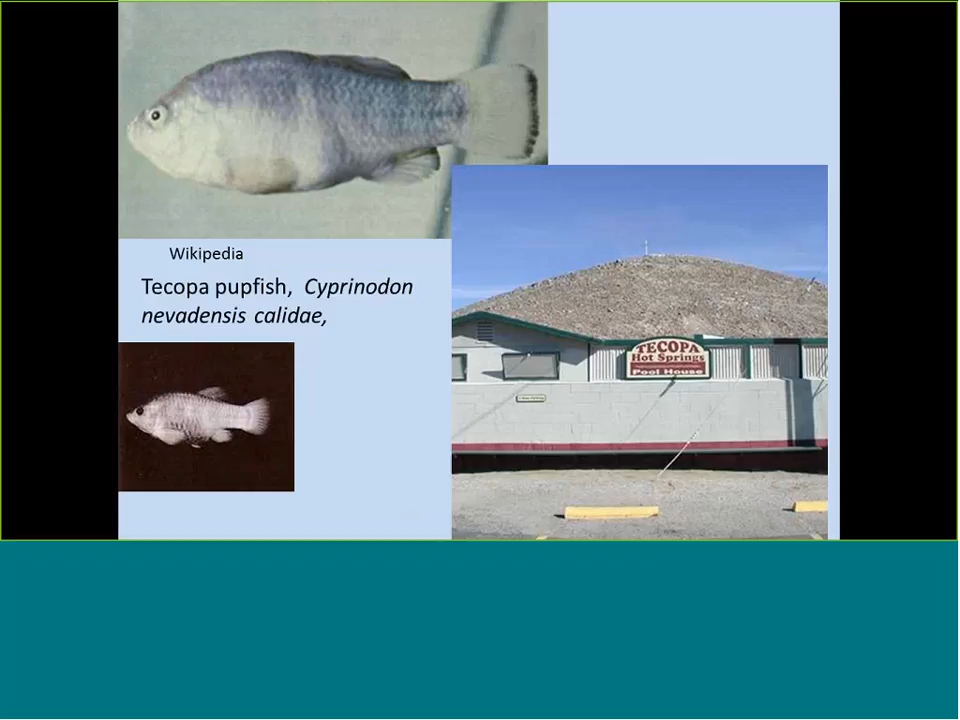 Wikipedia
Tecopa pupfish, Cyprinodon
nevadensis calidae,
TECOPA
Hot Springs
Pool House